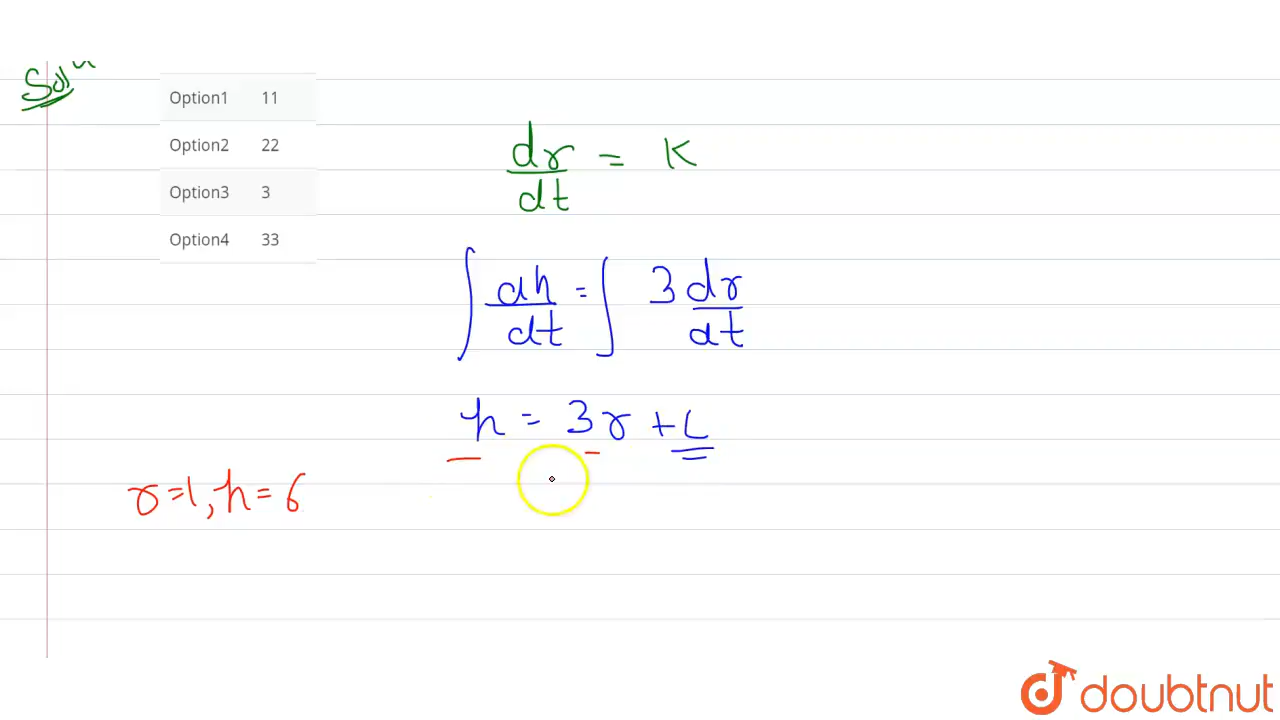 Solⁿ
Option1 11
Option2 22
Option3 3
Option4 33
dr/dt = K
∫ dh/dt = ∫ 3 dr/dt
h = 3r + C
r=1, h=6
doubtnut